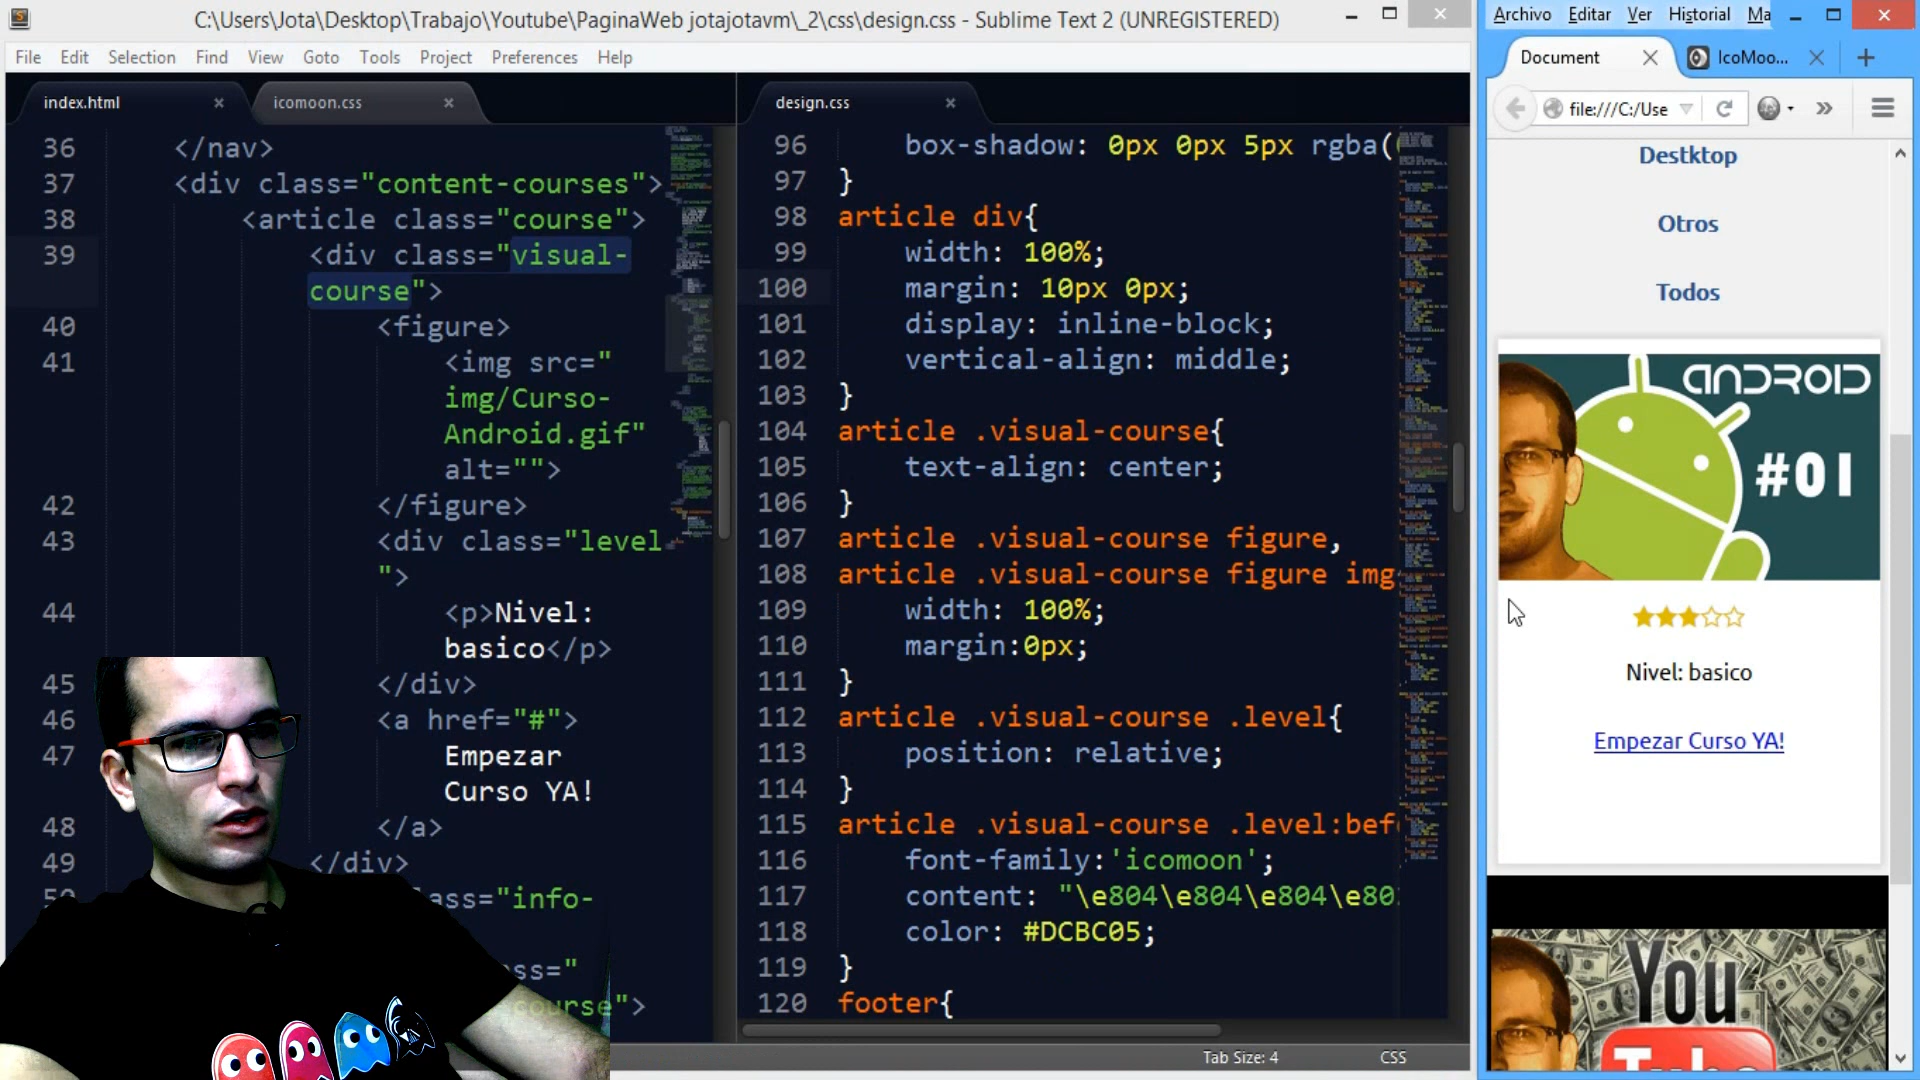 C:\Users\Jota\Desktop\Trabajo\Youtube\PaginaWeb jotajotavm\_2\css\design.css - Sublime Text 2 (UNREGISTERED)
File Edit Selection Find View Goto Tools Project Preferences Help
index.html × icomoon.css ×
36 </nav>
37 <div class="content-courses">
38 <article class="course">
39 <div class="visual-
course">
40 <figure>
41 <img src="
img/Curso-
Android.gif"
alt="">
42 </figure>
43 <div class="level
">
44 <p>Nivel:
basico</p>
45 </div>
46 <a href="#">
47 Empezar
Curso YA!
48 </a>
49 </div>
="info-
="
">
design.css ×
96 box-shadow: 0px 0px 5px rgba(
97 }
98 article div{
99 width: 100%;
100 margin: 10px 0px;
101 display: inline-block;
102 vertical-align: middle;
103 }
104 article .visual-course{
105 text-align: center;
106 }
107 article .visual-course figure,
108 article .visual-course figure img
109 width: 100%;
110 margin:0px;
111 }
112 article .visual-course .level{
113 position: relative;
114 }
115 article .visual-course .level:bef
116 font-family:'icomoon';
117 content: "\e804\e804\e804\e80
118 color: #DCBC05;
119 }
120 footer{
Tab Size: 4 CSS
Archivo Editar Ver Historial Ma
Document IcoMoo...
file:///C:/Use
Destktop
Otros
Todos
ANDROID
#01
Nivel: basico
Empezar Curso YA!
You
Tube